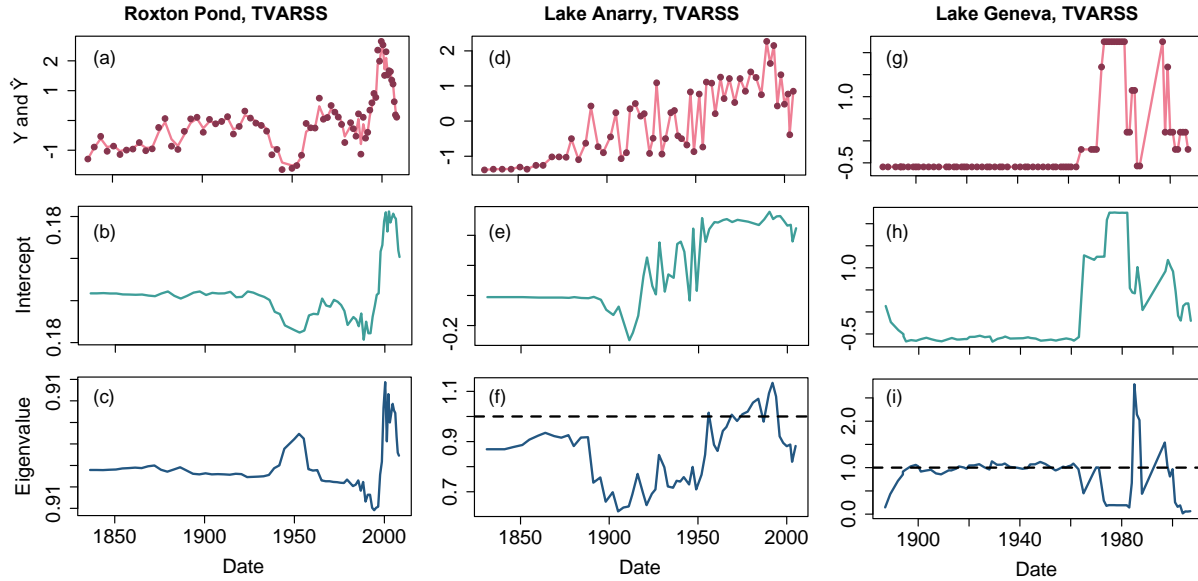 Roxton Pond, TVARSS
Lake Anarry, TVARSS
Lake Geneva, TVARSS
Y and Ŷ
(a)
2
1
-1
(d)
2
1
0
-1
(g)
1.0
-0.5
Intercept
(b)
0.18
0.18
(e)
-0.2
(h)
1.0
-0.5
Eigenvalue
(c)
0.91
0.91
(f)
1.1
0.9
0.7
(i)
2.0
1.0
0.0
1850 1900 1950 2000
1850 1900 1950 2000
1900 1940 1980
Date
Date
Date